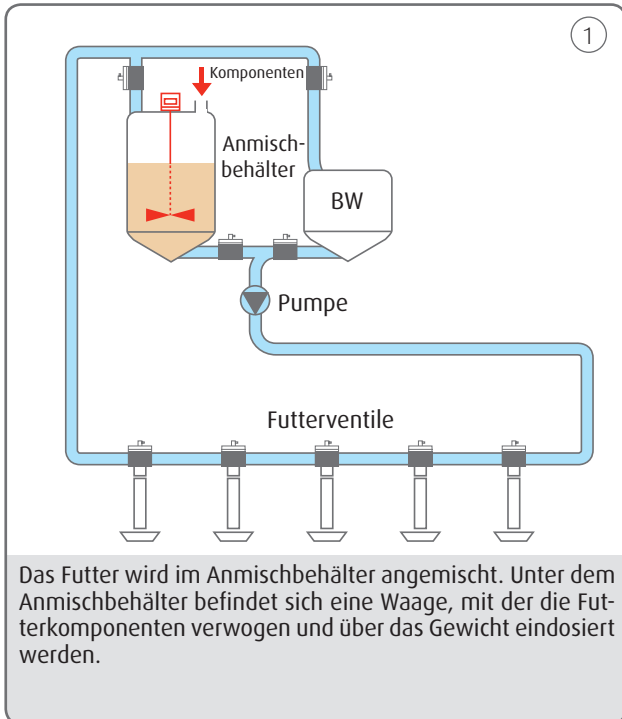 1
Komponenten
Anmisch-
behälter
BW
Pumpe
Futterventile
Das Futter wird im Anmischbehälter angemischt. Unter dem
Anmischbehälter befindet sich eine Waage, mit der die Fut-
terkomponenten verwogen und über das Gewicht eindosiert
werden.